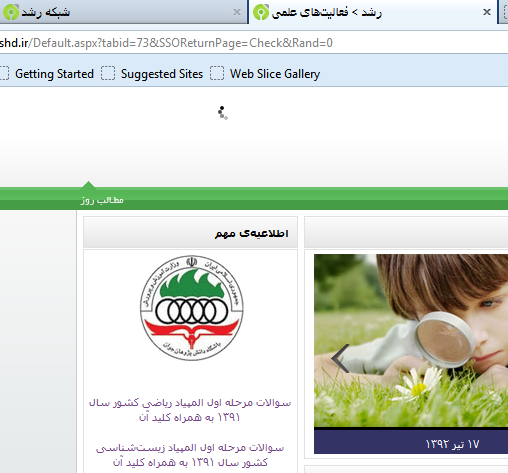 شبکه رشد
رشد > فعالیت‌های علمی
shd.ir/Default.aspx?tabid=73&SSOReturnPage=Check&Rand=0
Getting Started
Suggested Sites
Web Slice Gallery
مطالب روز
اطلاعیه‌ی مهم
جمهوری اسلامی ایران وزارت آموزش و پرورش
باشگاه دانش پژوهان جوان
سوالات مرحله اول المپیاد ریاضی کشور سال
۱۳۹۱ به همراه کلید آن
سوالات مرحله اول المپیاد زیست‌شناسی
کشور سال ۱۳۹۱ به همراه کلید آن
۱۷ تیر ۱۳۹۲